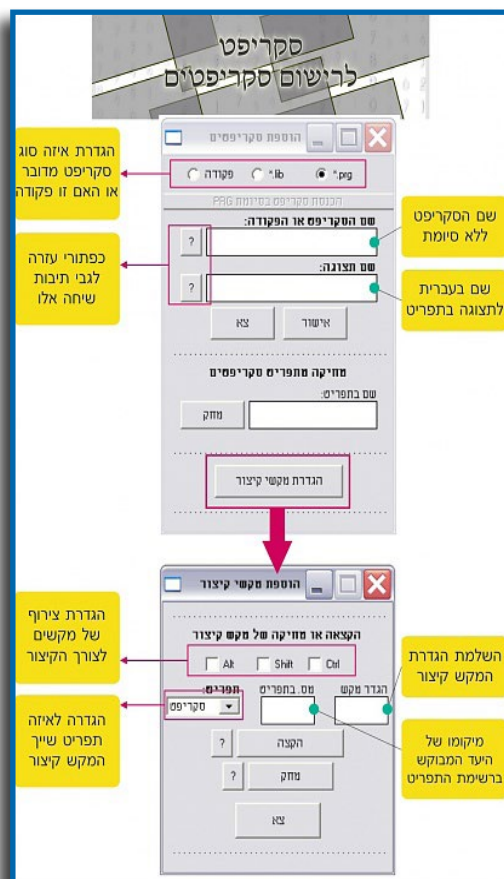 סקריפט
לרישום סקריפטים
הוספת סקריפטים
הגדרת איזה סוג
סקריפט מדובר
או האם זו פקודה
*.prg
*.lib
פקודה
הכנסת סקריפט בסיומת PRG
שם הסקריפט או הפקודה:
?
שם הסקריפט
ללא סיומת
כפתורי עזרה
לגבי תיבות
שיחה אלו
שם תצוגה:
?
שם בעברית
לתצוגה בתפריט
אישור
צא
מחיקה מתפריט סקריפטים
שם בתפריט:
מחק
הגדרת מקשי קיצור
הוספת מקשי קיצור
הגדרת צירוף
של מקשים
לצורך הקיצור
הקצאה או מחיקה של מקש קיצור
Alt
Shift
Ctrl
השלמת הגדרת
המקש קיצור
הגדר מקש
מס. בתפריט
תפריט:
סקריפט
הגדרה לאיזה
תפריט שייך
המקש קיצור
הקצה
?
מחק
?
מיקומו של
היעד המבוקש
ברשימת התפריט
צא